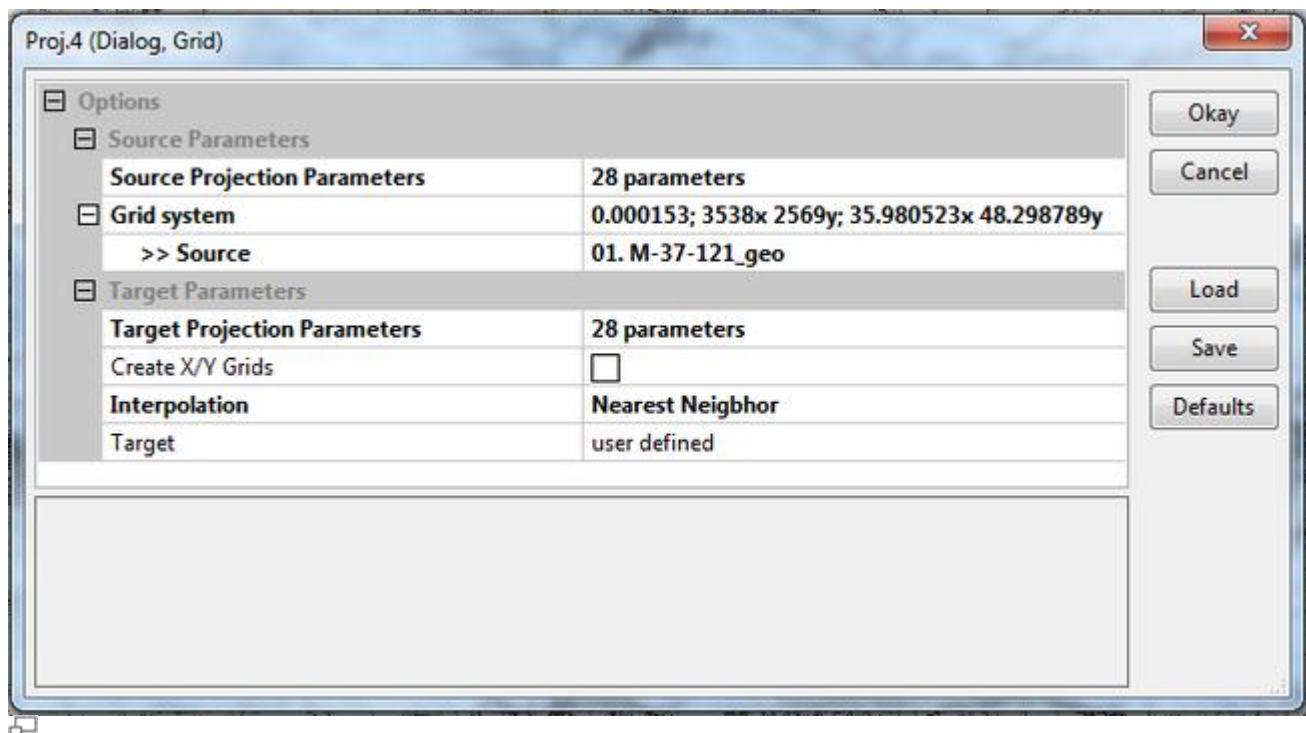 Proj.4 (Dialog, Grid)
Options
Source Parameters
Source Projection Parameters 28 parameters
Grid system 0.000153; 3538x 2569y; 35.980523x 48.298789y
>> Source 01. M-37-121_geo
Target Parameters
Target Projection Parameters 28 parameters
Create X/Y Grids
Interpolation Nearest Neigbhor
Target user defined
Okay
Cancel
Load
Save
Defaults